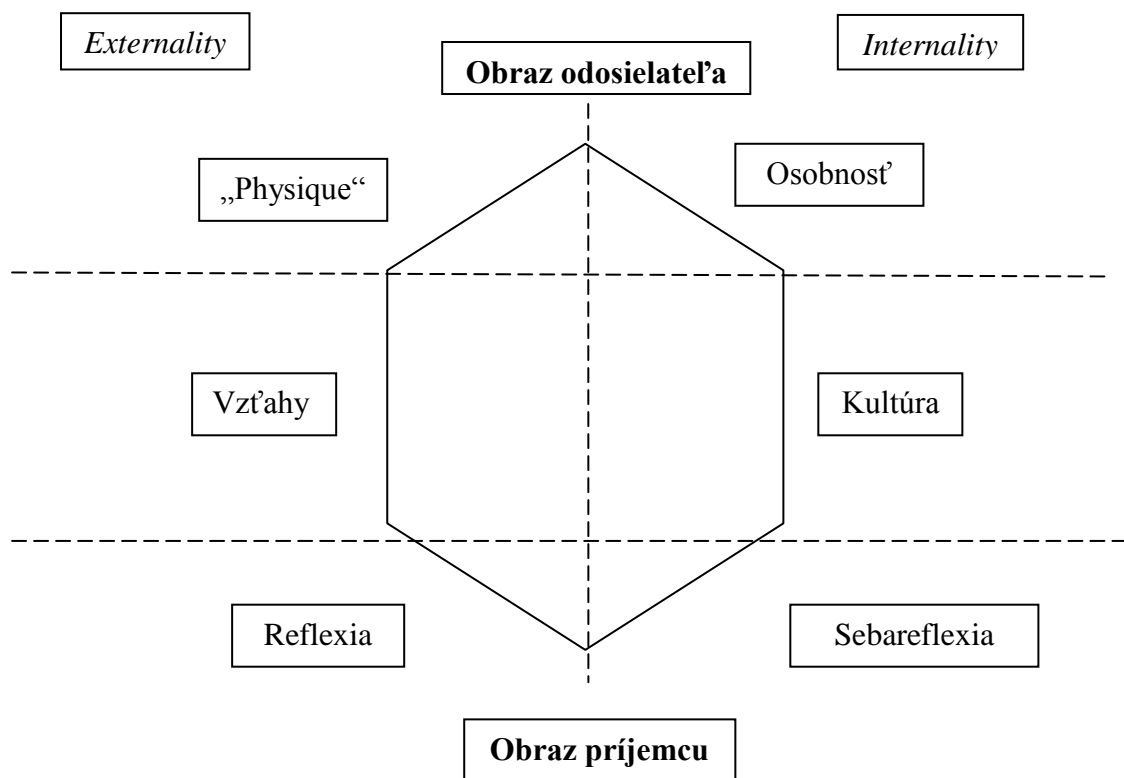 Externality
Internality
Obraz odosielateľa
„Physique“
Osobnosť
Vzťahy
Kultúra
Reflexia
Sebareflexia
Obraz príjemcu